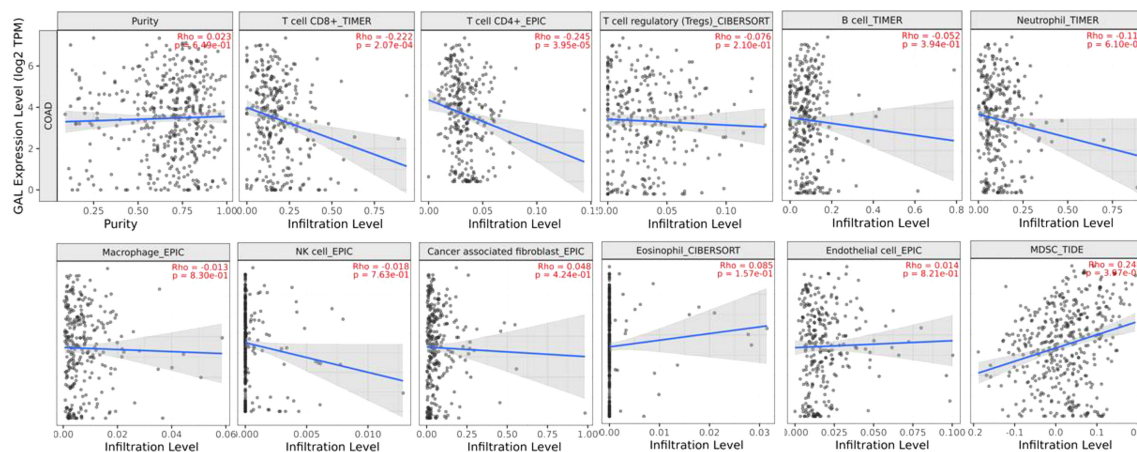 Purity
T cell CD8+_TIMER
T cell CD4+_EPIC
T cell regulatory (Tregs)_CIBERSORT
B cell_TIMER
Neutrophil_TIMER
Rho = 0.023
p = 6.49e-01
Rho = -0.222
p = 2.07e-04
Rho = -0.245
p = 3.95e-05
Rho = -0.076
p = 2.10e-01
Rho = -0.052
p = 3.94e-01
Rho = -0.11
p = 6.10e-0
GAL Expression Level (log2 TPM)
COAD
6
4
2
0
0.25 0.50 0.75 1.00
0.00 0.25 0.50 0.75
0.00 0.05 0.10
0.00 0.05 0.10
0.0 0.2 0.4 0.6 0.8
0.00 0.25 0.50 0.75
Purity
Infiltration Level
Infiltration Level
Infiltration Level
Infiltration Level
Infiltration Level
Macrophage_EPIC
NK cell_EPIC
Cancer associated fibroblast_EPIC
Eosinophil_CIBERSORT
Endothelial cell_EPIC
MDSC_TIDE
Rho = -0.013
p = 8.30e-01
Rho = -0.018
p = 7.63e-01
Rho = 0.048
p = 4.24e-01
Rho = 0.085
p = 1.57e-01
Rho = 0.014
p = 8.21e-01
Rho = 0.24
0.00 0.02 0.04 0.06
0.005 0.010
0.00 0.25 0.50 0.75 1.00
0.00 0.01 0.02 0.03
0.025 0.050 0.075 0.100
-0.1 0.0 0.1
Infiltration Level
Infiltration Level
Infiltration Level
Infiltration Level
Infiltration Level
Infiltration Level